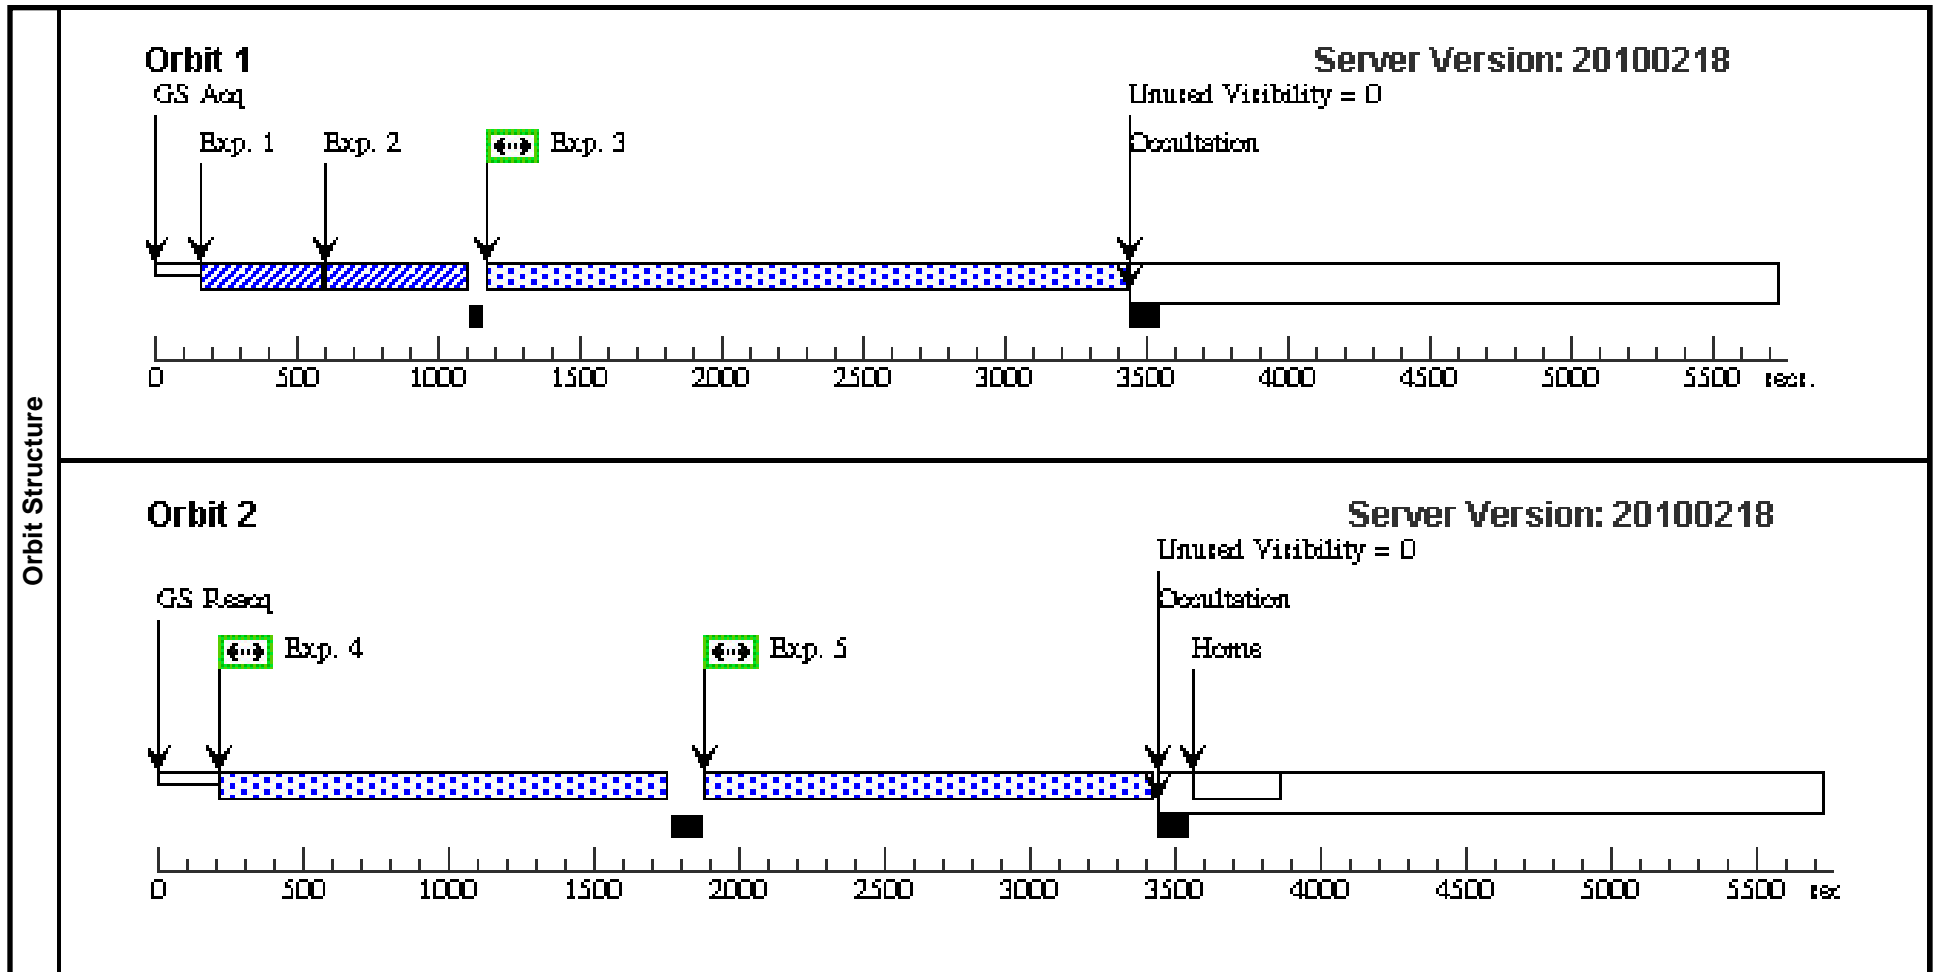 Orbit Structure
Orbit 1
Server Version: 20100218
GS Acq
Unused Visibility = 0
Exp. 1
Exp. 2
Exp. 3
Occultation
0 500 1000 1500 2000 2500 3000 3500 4000 4500 5000 5500 secs.
Orbit 2
Server Version: 20100218
Unused Visibility = 0
GS Reacq
Occultation
Exp. 4
Exp. 5
Home
0 500 1000 1500 2000 2500 3000 3500 4000 4500 5000 5500 sec